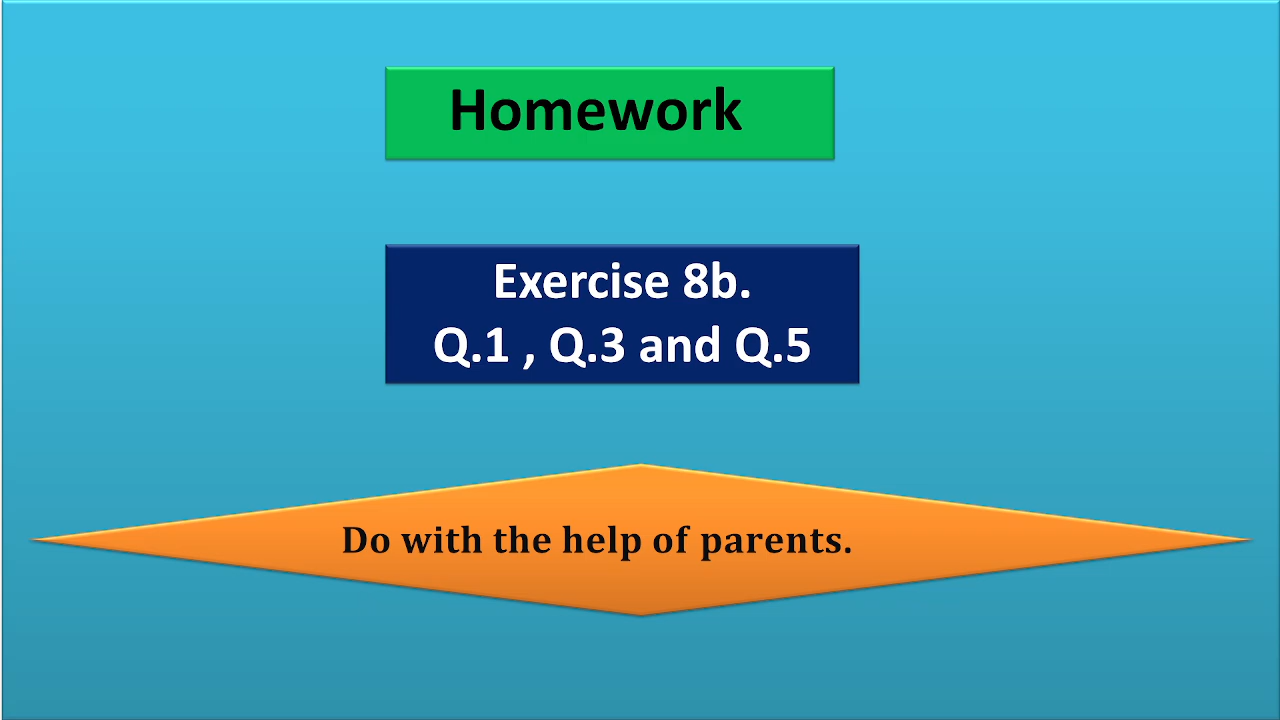 Homework
Exercise 8b.
Q.1 , Q.3 and Q.5
Do with the help of parents.